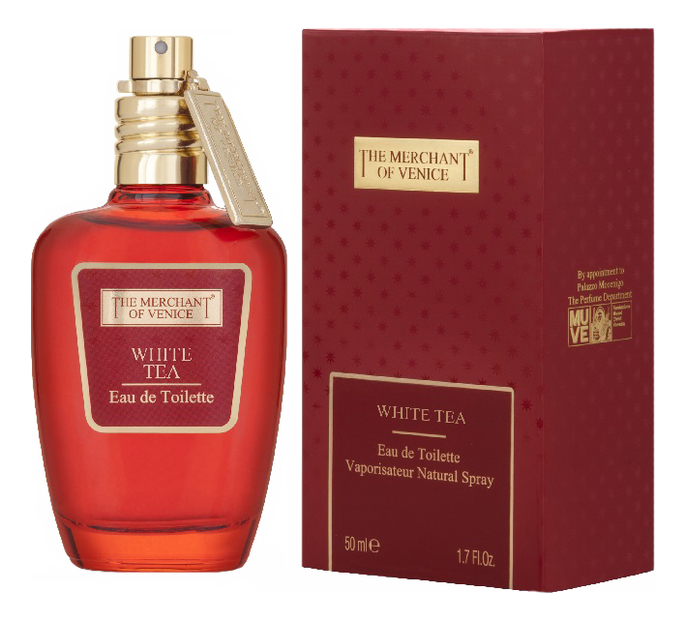 THE MERCHANT®
OF VENICE
WHITE
TEA
Eau de Toilette
THE MERCHANT®
OF VENICE
WHITE TEA
Eau de Toilette
Vaporisateur Natural Spray
50 ml e
1.7 Fl.Oz.
By appointment to
Palazzo Mocenigo
The Perfume Department
MU
VE